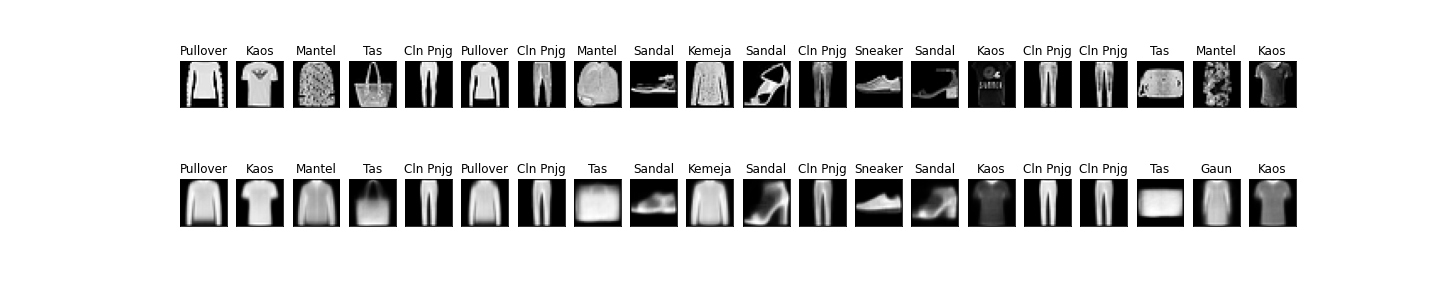 Pullover Kaos Mantel Tas Cln Pnjg Pullover Cln Pnjg Mantel Sandal Kemeja Sandal Cln Pnjg Sneaker Sandal Kaos Cln Pnjg Cln Pnjg Tas Mantel Kaos
Pullover Kaos Mantel Tas Cln Pnjg Pullover Cln Pnjg Tas Sandal Kemeja Sandal Cln Pnjg Sneaker Sandal Kaos Cln Pnjg Cln Pnjg Tas Gaun Kaos